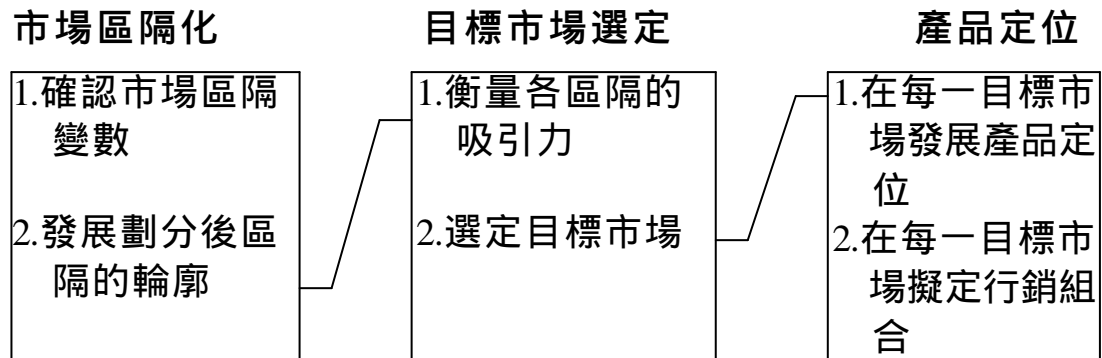 市場區隔化
目標市場選定
產品定位
1.確認市場區隔
變數
2.發展劃分後區
隔的輪廓
1.衡量各區隔的
吸引力
2.選定目標市場
1.在每一目標市
場發展產品定
位
2.在每一目標市
場擬定行銷組
合